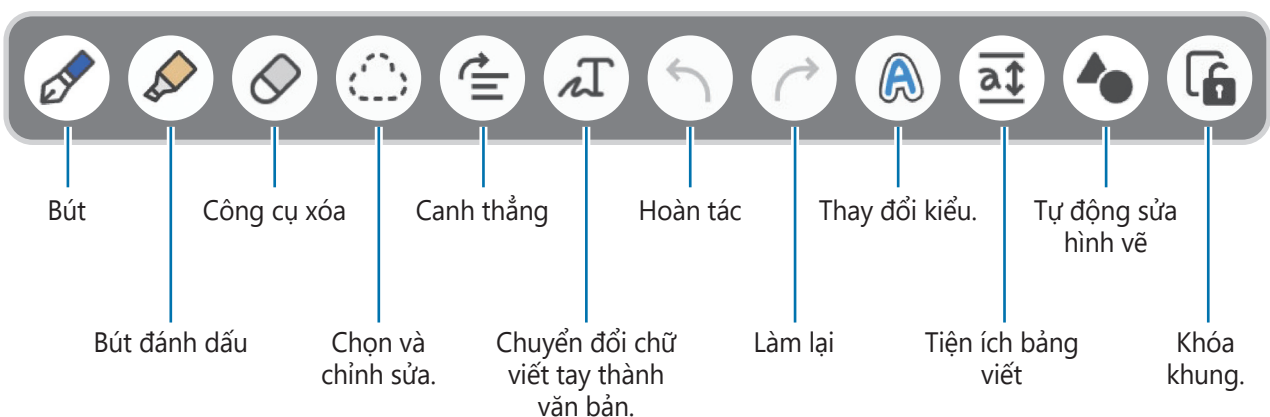 Bút
Công cụ xóa
Canh thẳng
Hoàn tác
Thay đổi kiểu.
Tự động sửa
hình vẽ
Bút đánh dấu
Chọn và
chỉnh sửa.
Chuyển đổi chữ
viết tay thành
văn bản.
Làm lại
Tiện ích bảng
viết
Khóa
khung.